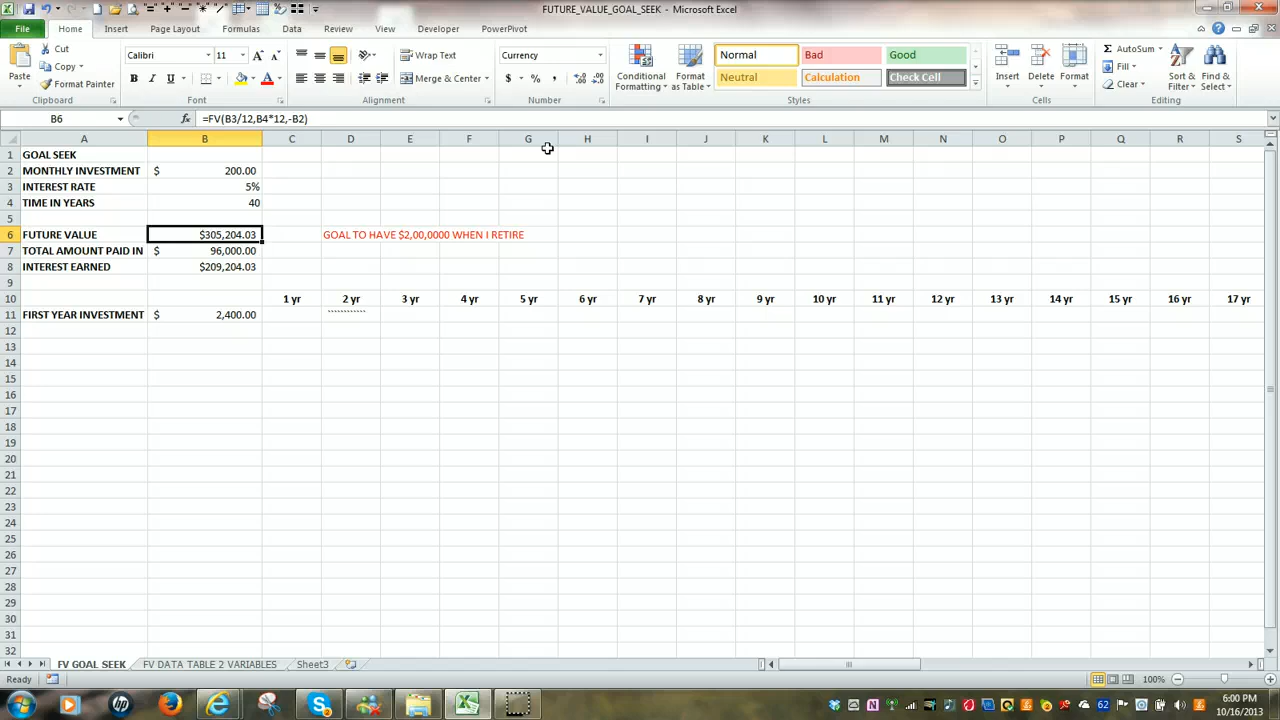 FUTURE_VALUE_GOAL_SEEK - Microsoft Excel
File Home Insert Page Layout Formulas Data Review View Developer PowerPivot
Paste Cut Copy Format Painter
Calibri 11 Wrap Text Merge & Center Currency
Conditional Formatting Format as Table
Normal Bad Good
Neutral Calculation Check Cell
Insert Delete Format
AutoSum Fill Clear
Sort & Filter Find & Select
Clipboard Font Alignment Number Styles Cells Editing
B6 fx =FV(B3/12,B4*12,-B2)
A B C D E F G H I J K L M N O P Q R S
1 GOAL SEEK
2 MONTHLY INVESTMENT $ 200.00
3 INTEREST RATE 5%
4 TIME IN YEARS 40
5
6 FUTURE VALUE $305,204.03 GOAL TO HAVE $2,00,0000 WHEN I RETIRE
7 TOTAL AMOUNT PAID IN $ 96,000.00
8 INTEREST EARNED $209,204.03
9
10 1 yr 2 yr 3 yr 4 yr 5 yr 6 yr 7 yr 8 yr 9 yr 10 yr 11 yr 12 yr 13 yr 14 yr 15 yr 16 yr 17 yr
11 FIRST YEAR INVESTMENT $ 2,400.00 ````````````
12
13
14
15
16
17
18
19
20
21
22
23
24
25
26
27
28
29
30
31
32
FV GOAL SEEK FV DATA TABLE 2 VARIABLES Sheet3
Ready 100%
62 6:00 PM
10/16/2013